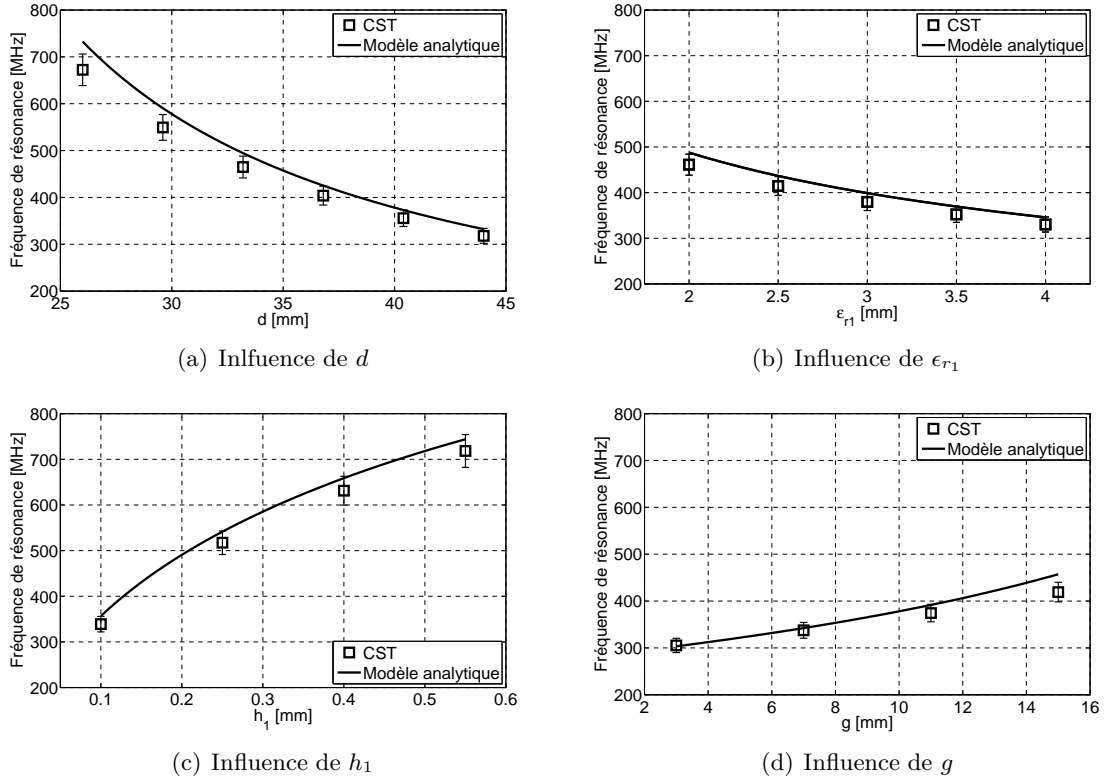 800
700
600
500
400
300
200
Fréquence de résonance [MHz]
25 30 35 40 45
d [mm]
CST
Modèle analytique
(a) Inlfuence de d
800
700
600
500
400
300
200
Fréquence de résonance [MHz]
2 2.5 3 3.5 4
ε_r1 [mm]
CST
Modèle analytique
(b) Influence de ϵ_r1
800
700
600
500
400
300
200
Fréquence de résonance [MHz]
0.1 0.2 0.3 0.4 0.5 0.6
h_1 [mm]
CST
Modèle analytique
(c) Influence de h_1
800
700
600
500
400
300
200
Fréquence de résonance [MHz]
2 4 6 8 10 12 14 16
g [mm]
CST
Modèle analytique
(d) Influence de g